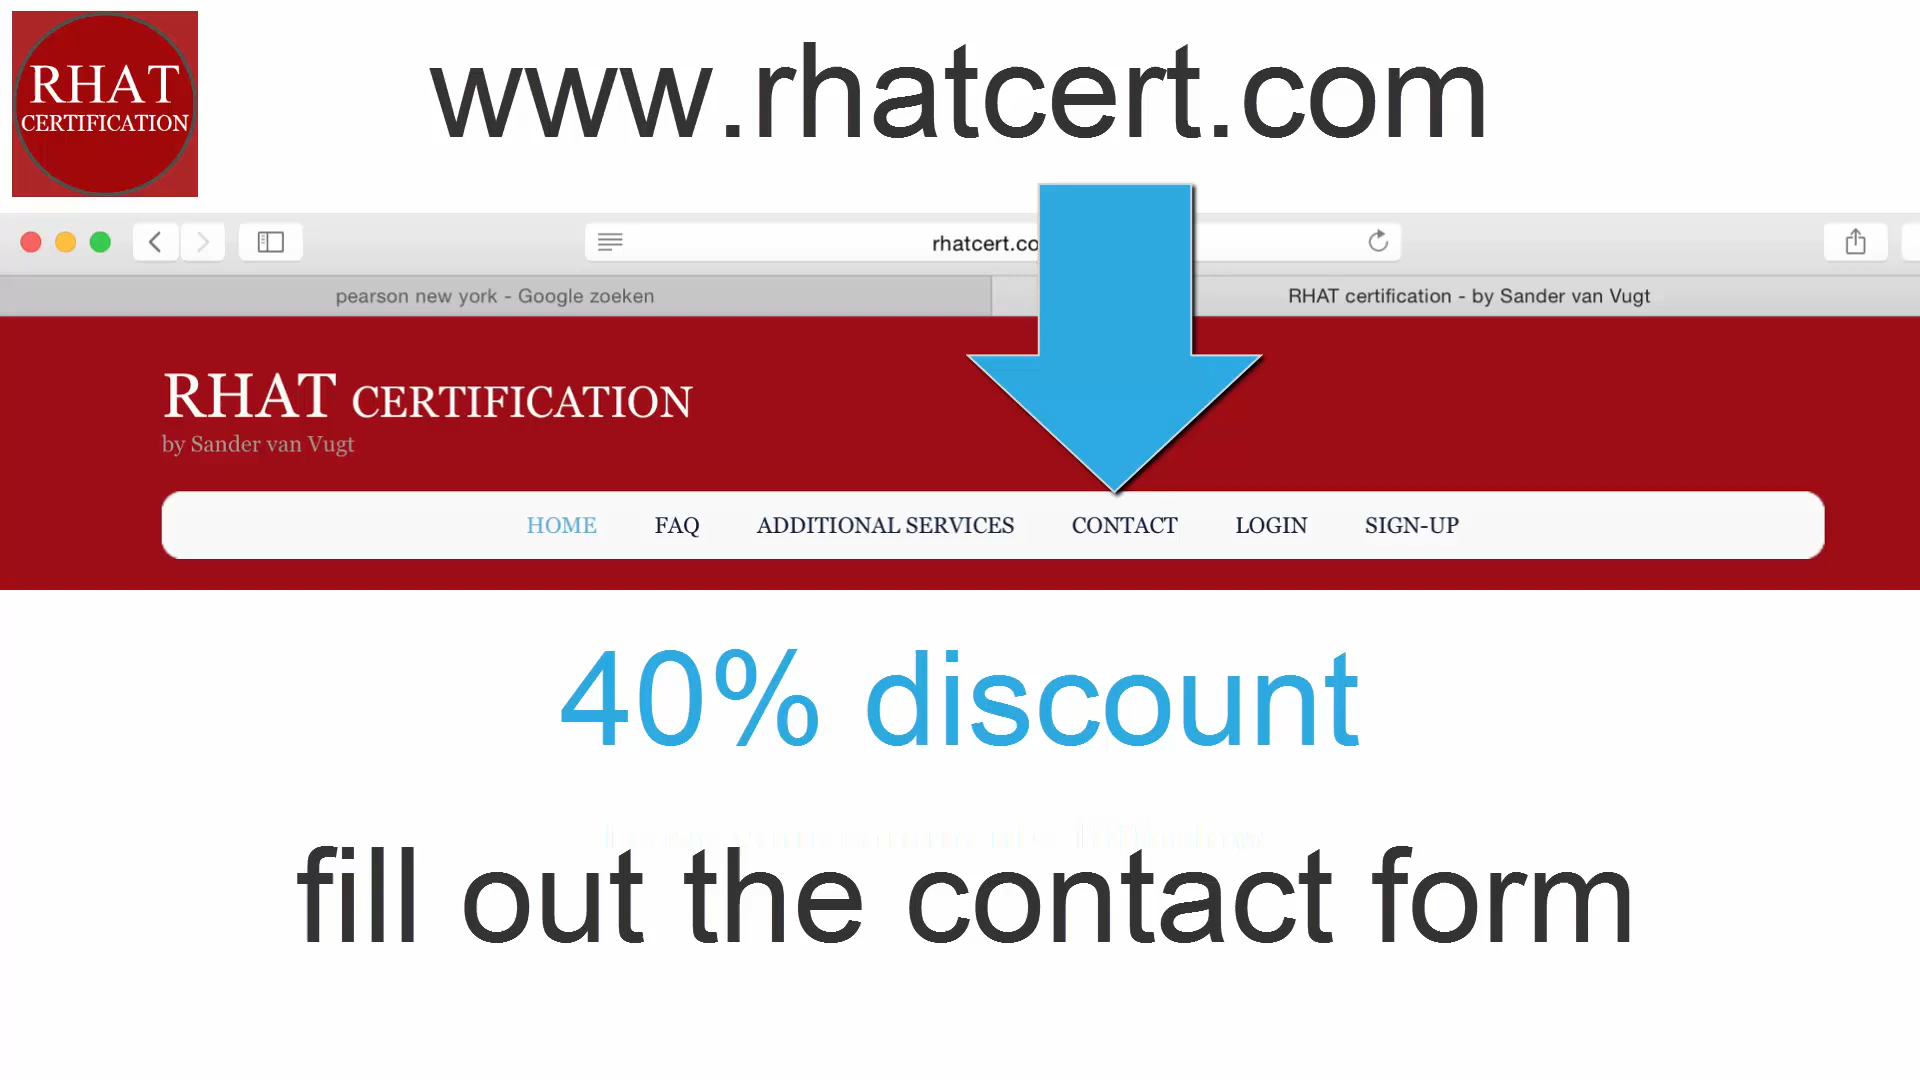 RHAT
CERTIFICATION
www.rhatcert.com
rhatcert.co
pearson new york - Google zoeken
RHAT certification - by Sander van Vugt
RHAT CERTIFICATION
by Sander van Vugt
HOME FAQ ADDITIONAL SERVICES CONTACT LOGIN SIGN-UP
40% discount
fill out the contact form